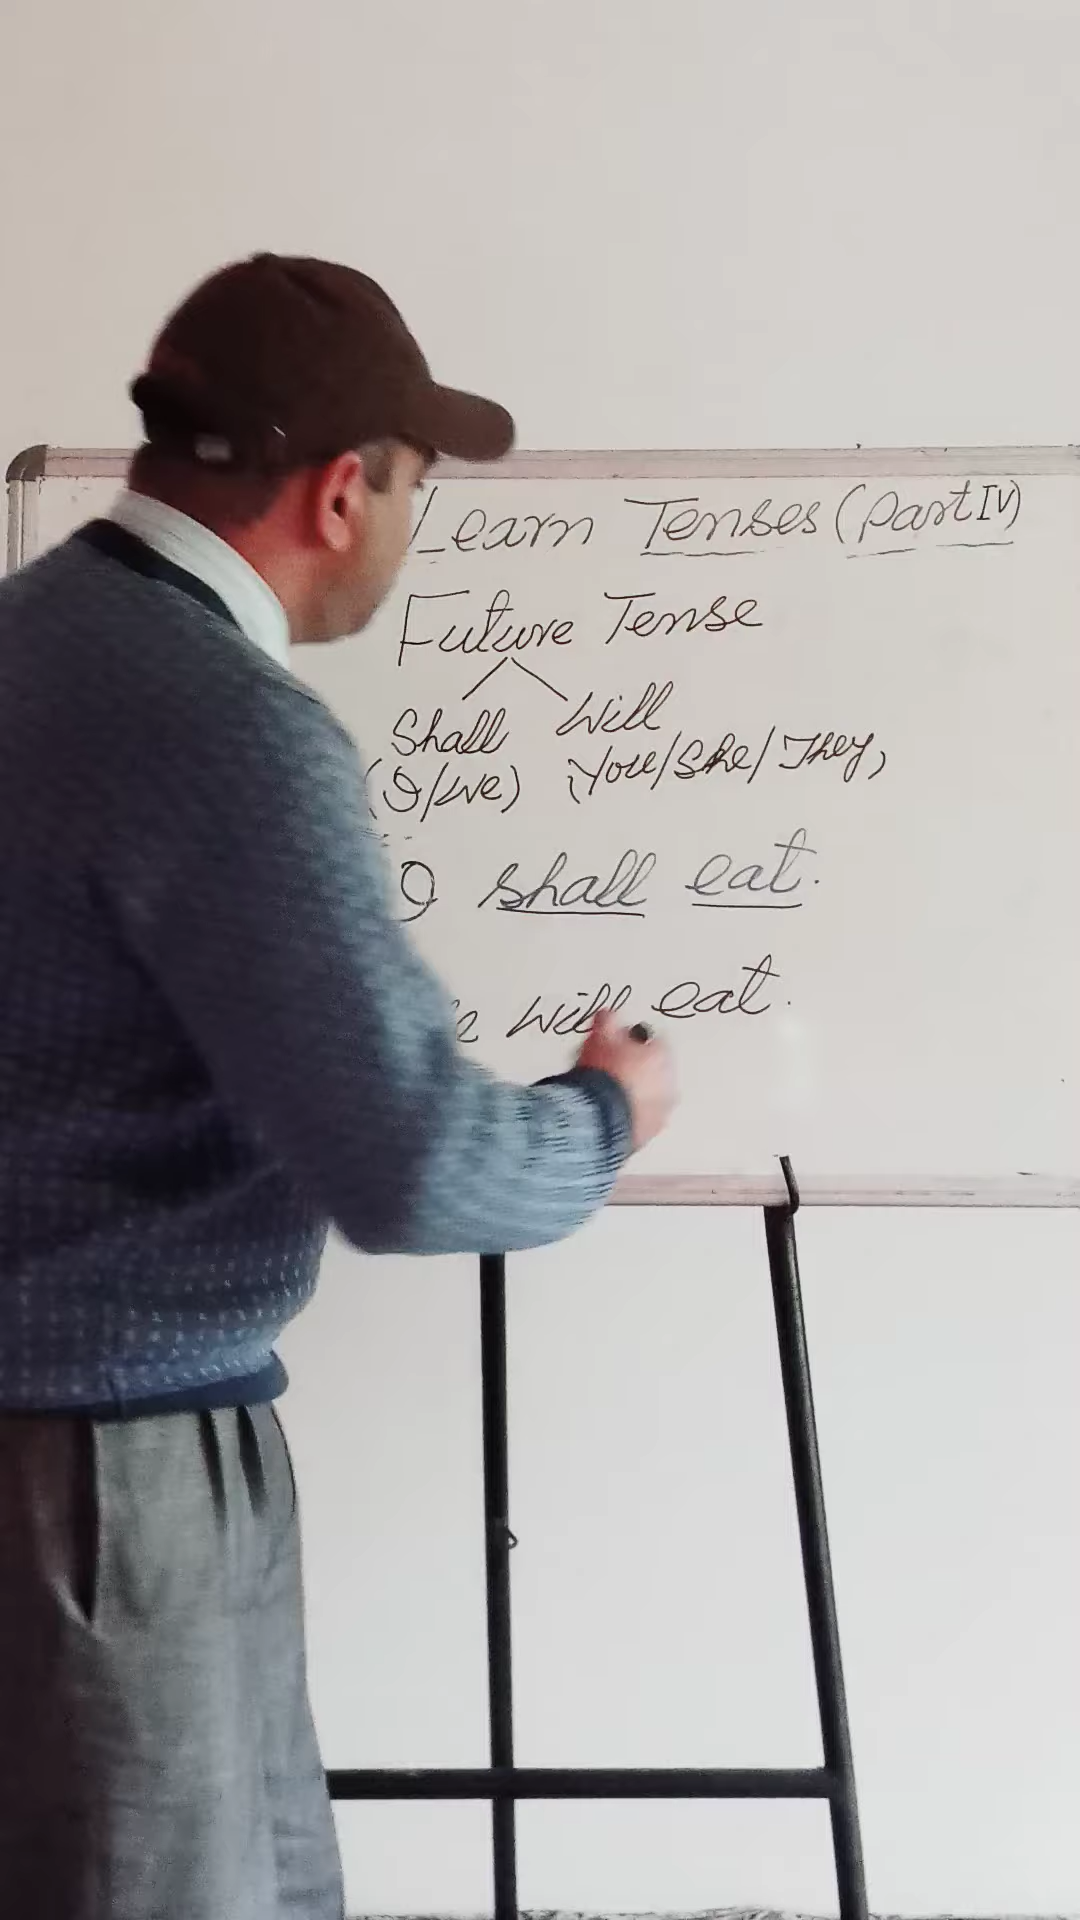 Learn Tenses (Part IV)
Future Tense
Shall Will
(I/We) (You/She/They,
I shall eat.
will eat.